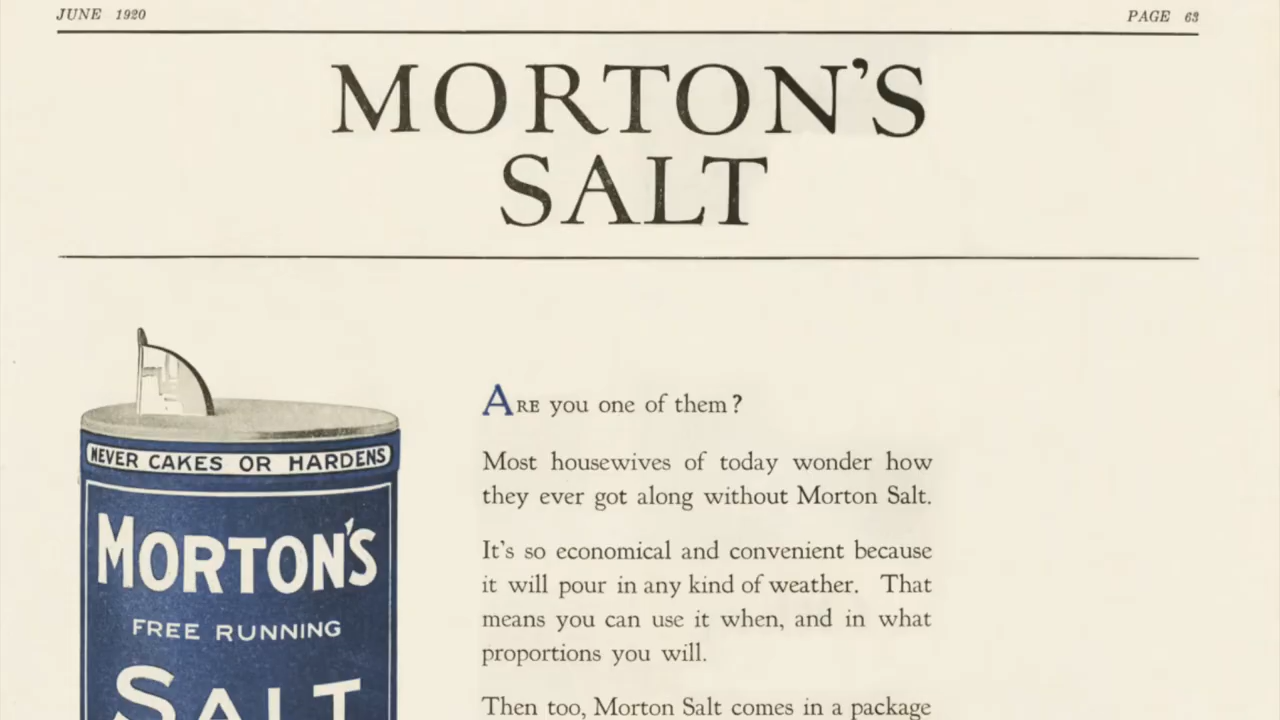 JUNE 1920
PAGE 63
MORTON'S
SALT
NEVER CAKES OR HARDENS
MORTON'S
FREE RUNNING
SALT
ARE you one of them?
Most housewives of today wonder how
they ever got along without Morton Salt.
It's so economical and convenient because
it will pour in any kind of weather. That
means you can use it when, and in what
proportions you will.
Then too, Morton Salt comes in a package